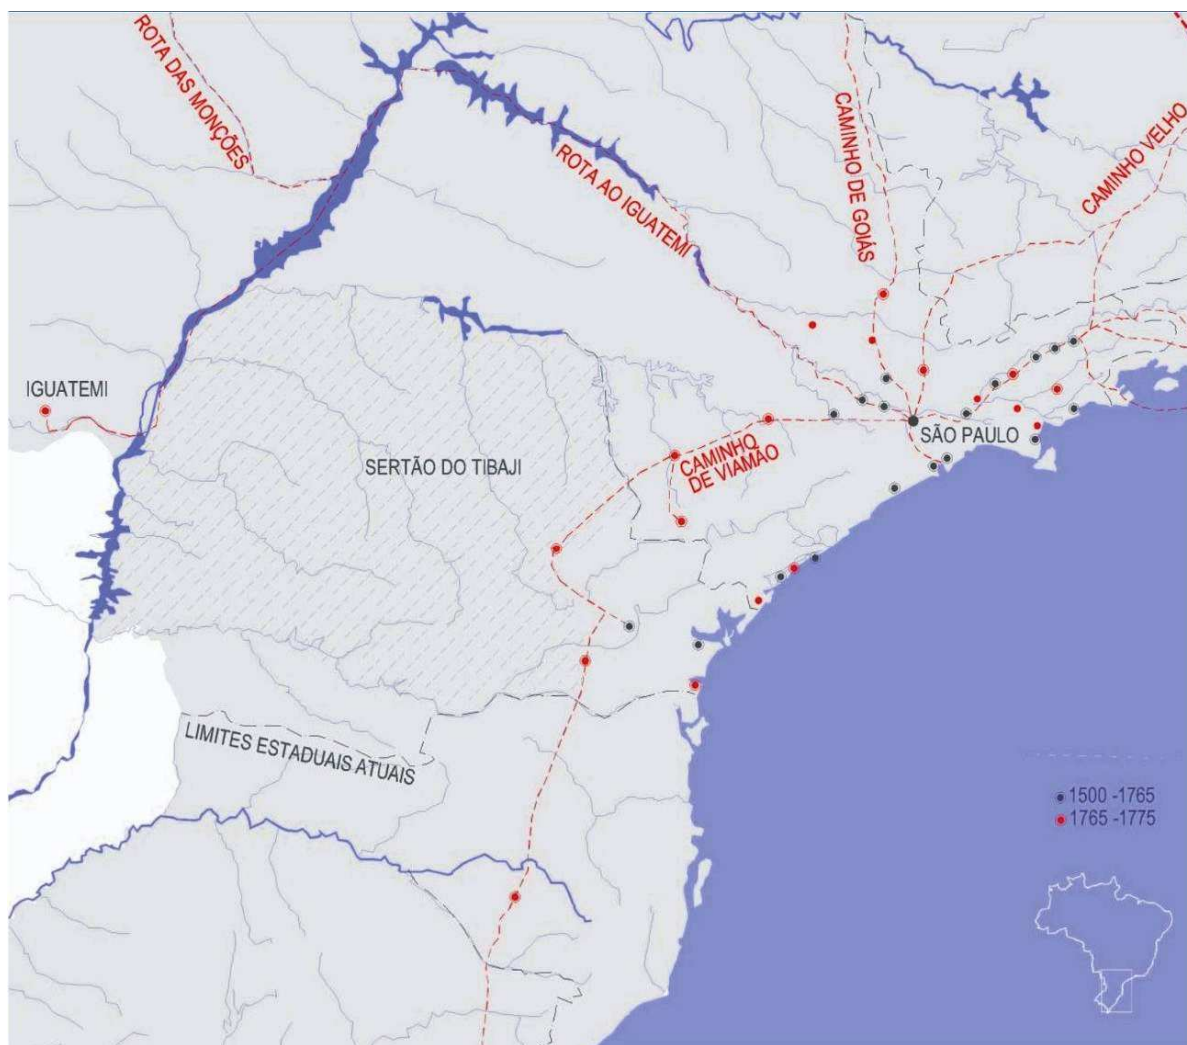 ROTA DAS MONÇÕES
ROTA AO IGUATEMI
CAMINHO DE GOIÁS
CAMINHO VELHO
IGUATEMI
SÃO PAULO
SERTÃO DO TIBAJI
CAMINHO
DE VIAMÃO
LIMITES ESTADUAIS ATUAIS
1500 -1765
1765 -1775